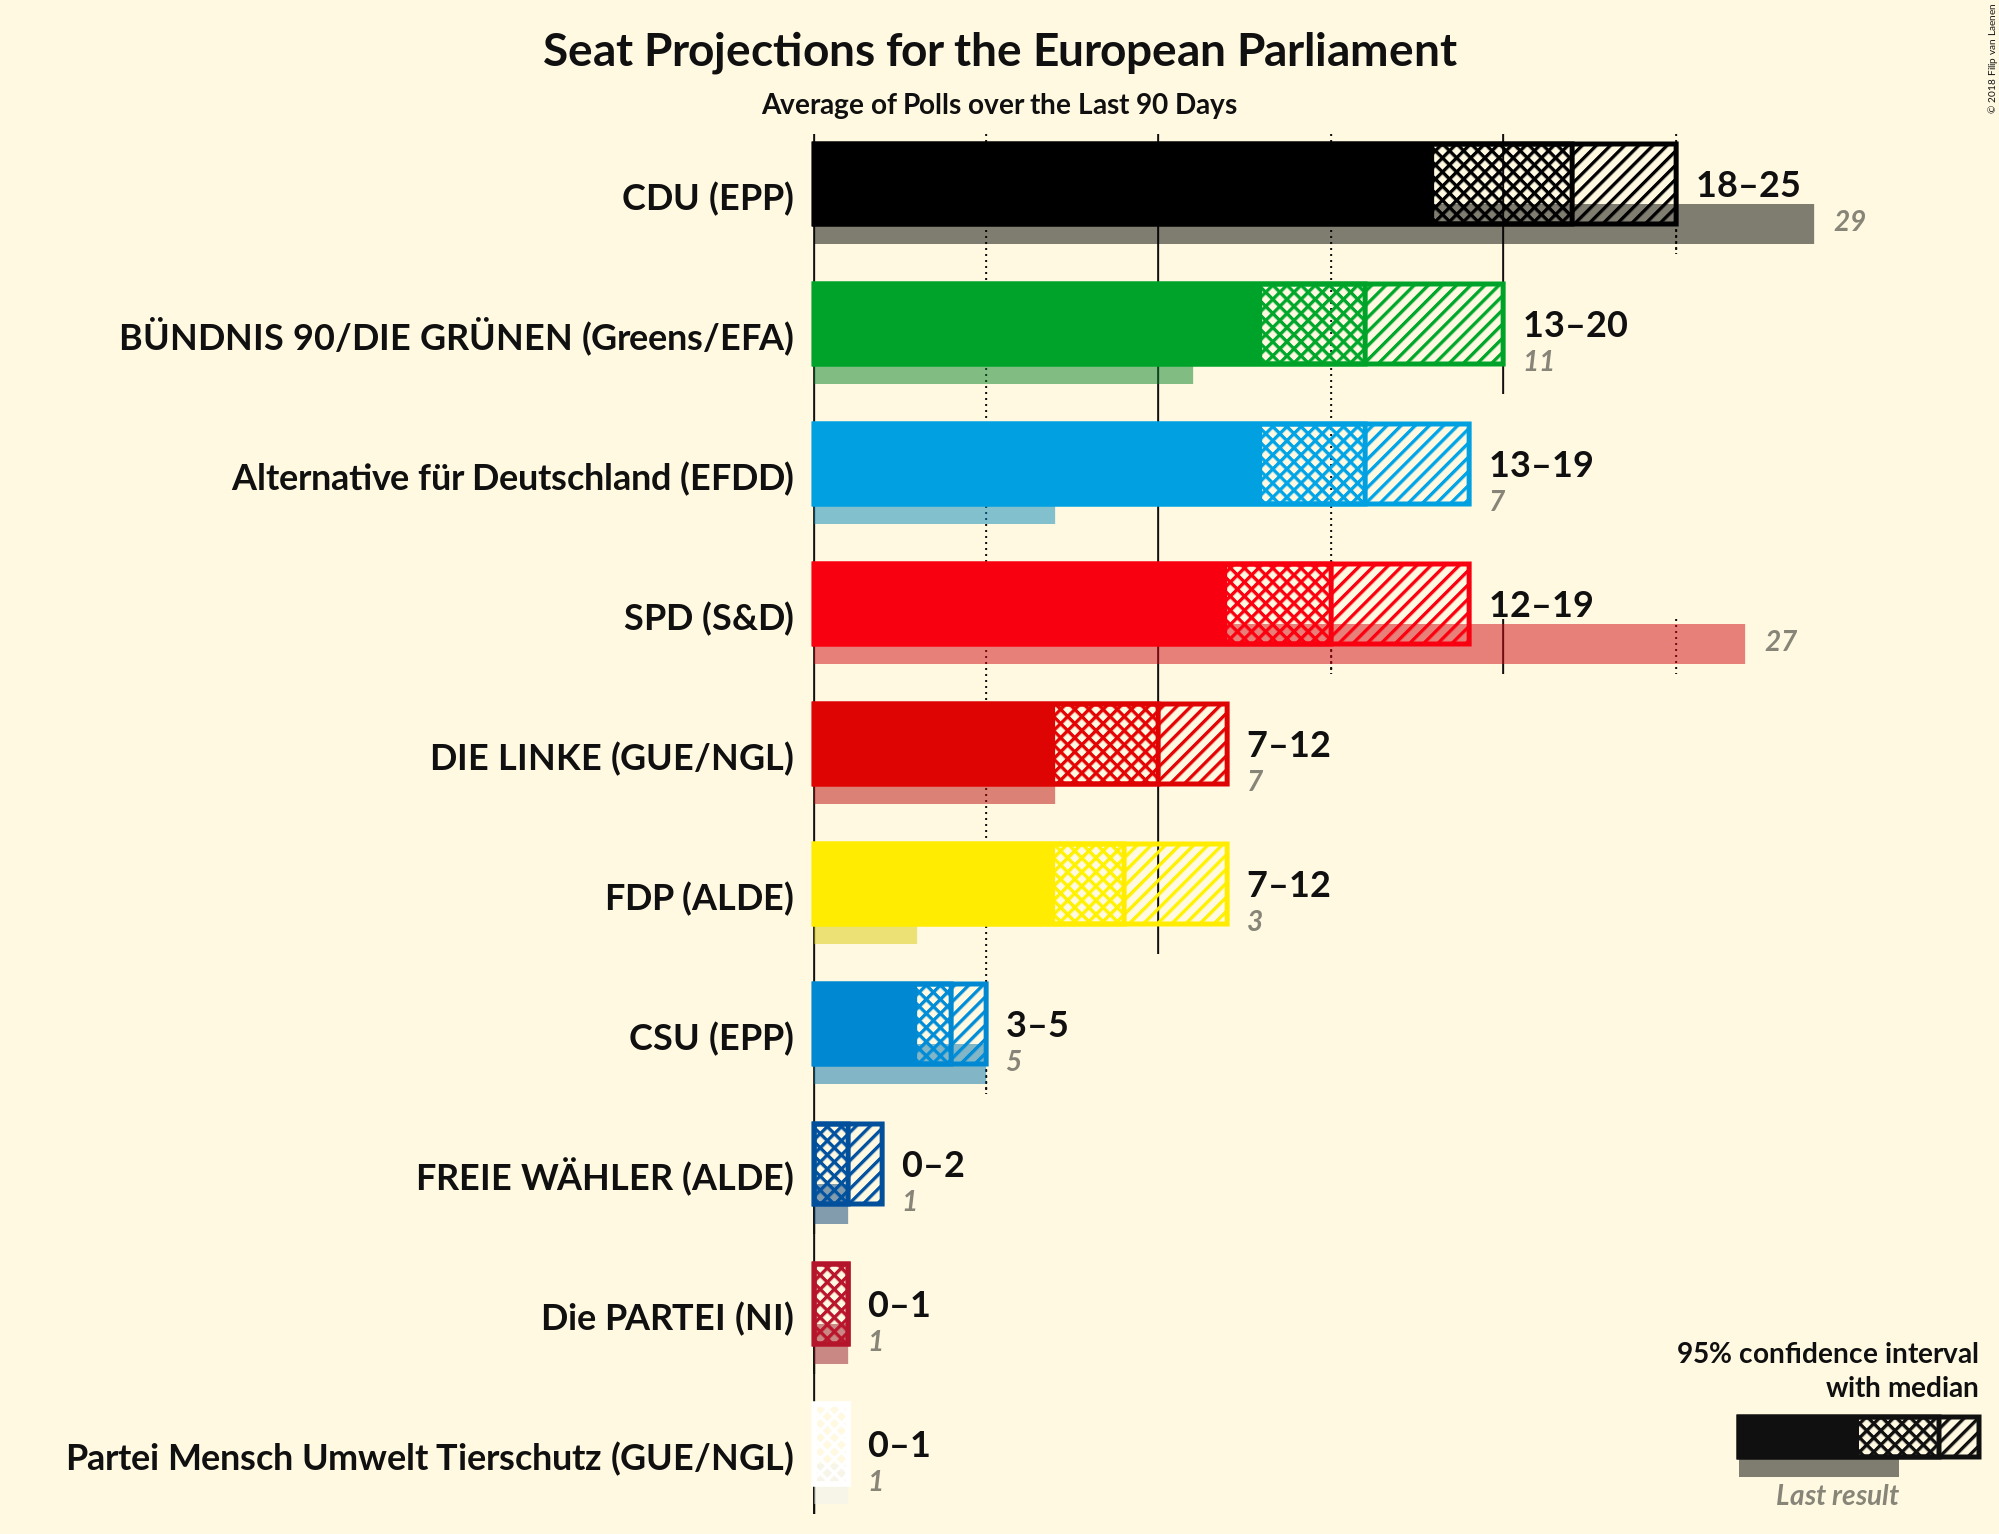 Seat Projections for the European Parliament
Average of Polls over the Last 90 Days
© 2018 Filip van Laenen
CDU (EPP)
18–25
29
BÜNDNIS 90/DIE GRÜNEN (Greens/EFA)
13–20
11
Alternative für Deutschland (EFDD)
13–19
7
SPD (S&D)
12–19
27
DIE LINKE (GUE/NGL)
7–12
7
FDP (ALDE)
7–12
3
CSU (EPP)
3–5
5
FREIE WÄHLER (ALDE)
0–2
1
Die PARTEI (NI)
0–1
1
Partei Mensch Umwelt Tierschutz (GUE/NGL)
0–1
1
95% confidence interval
with median
Last result